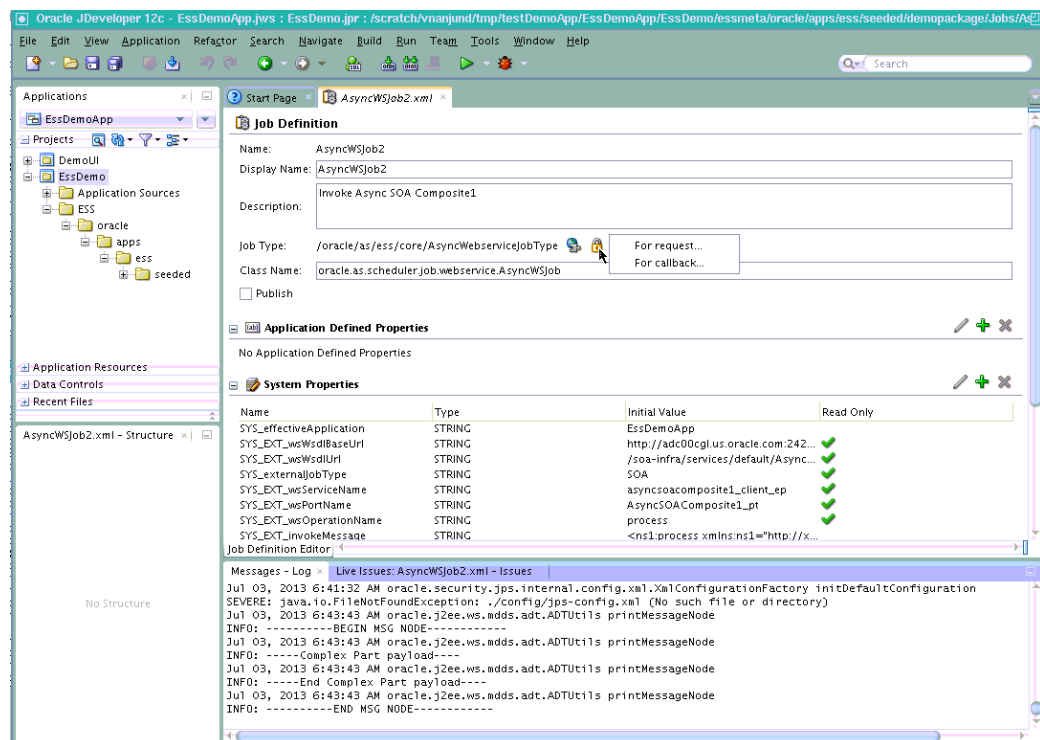 Oracle JDeveloper 12c - EssDemoApp.jws : EssDemo.jpr : /scratch/vnanjund/tmp/testDemoApp/EssDemoApp/EssDemo/essmeta/oracle/apps/ess/seeded/demopackage/Jobs/As
File Edit View Application Refactor Search Navigate Build Run Team Tools Window Help
Search
Applications
Start Page
AsyncWSJob2.xml
EssDemoApp
Projects
DemoUI
EssDemo
Application Sources
ESS
oracle
apps
ess
seeded
Application Resources
Data Controls
Recent Files
AsyncWSJob2.xml - Structure
No Structure
Job Definition
Name: AsyncWSJob2
Display Name: AsyncWSJob2
Description: Invoke Async SOA Composite1
Job Type: /oracle/as/ess/core/AsyncWebserviceJobType
For request...
For callback...
Class Name: oracle.as.scheduler.job.webservice.AsyncWSJob
Publish
Application Defined Properties
No Application Defined Properties
System Properties
Name Type Initial Value Read Only
SYS_effectiveApplication STRING EssDemoApp
SYS_EXT_wsWsdlBaseUrl STRING http://adc00cgl.us.oracle.com:242...
SYS_EXT_wsWsdlUrl STRING /soa-infra/services/default/Async...
SYS_externalJobType STRING SOA
SYS_EXT_wsServiceName STRING asyncsoacomposite1_client_ep
SYS_EXT_wsPortName STRING AsyncSOAComposite1_pt
SYS_EXT_wsOperationName STRING process
SYS_EXT_invokeMessage STRING <ns1:process xmlns:ns1="http://x...
Job Definition Editor
Messages - Log
Live Issues: AsyncWSJob2.xml - Issues
Jul 03, 2013 6:41:32 AM oracle.security.jps.internal.config.xml.XmlConfigurationFactory initDefaultConfiguration
SEVERE: java.io.FileNotFoundException: ./config/jps-config.xml (No such file or directory)
Jul 03, 2013 6:43:43 AM oracle.j2ee.ws.mdds.adt.ADTUtils printMessageNode
INFO: ----------BEGIN MSG NODE------------
Jul 03, 2013 6:43:43 AM oracle.j2ee.ws.mdds.adt.ADTUtils printMessageNode
INFO: -----Complex Part payload----
Jul 03, 2013 6:43:43 AM oracle.j2ee.ws.mdds.adt.ADTUtils printMessageNode
INFO: -----End Complex Part payload----
Jul 03, 2013 6:43:43 AM oracle.j2ee.ws.mdds.adt.ADTUtils printMessageNode
INFO: ----------END MSG NODE------------